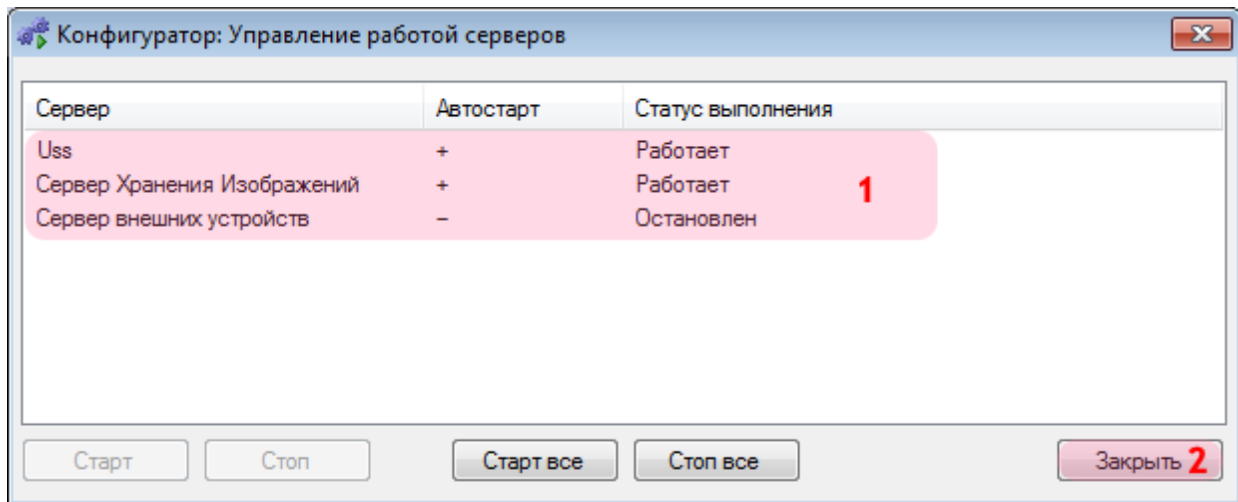 Конфигуратор: Управление работой серверов
Сервер Автостарт Статус выполнения
Uss + Работает
Сервер Хранения Изображений + Работает 1
Сервер внешних устройств – Остановлен
Старт Стоп Старт все Стоп все Закрыть 2